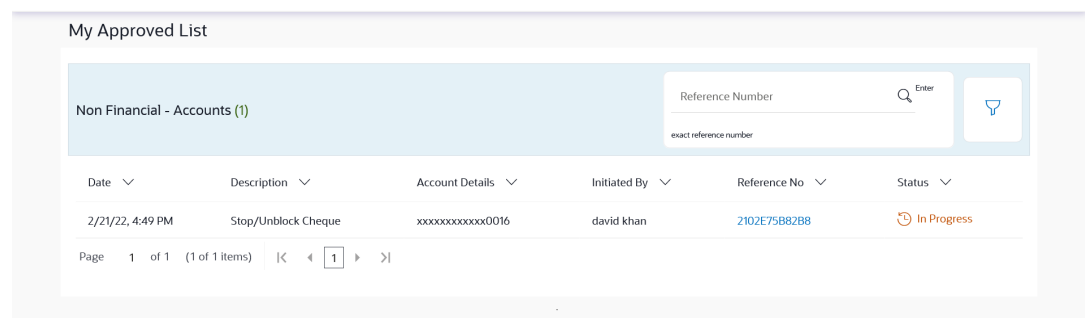 My Approved List
Non Financial - Accounts (1)
Reference Number
Enter
exact reference number
Date Description Account Details Initiated By Reference No Status
2/21/22, 4:49 PM Stop/Unblock Cheque xxxxxxxxxxxx0016 david khan 2102E75B82B8 In Progress
Page 1 of 1 (1 of 1 items) 1